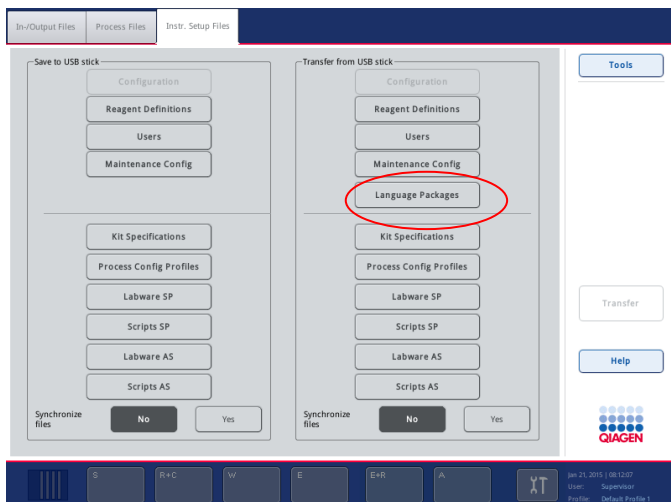 In-/Output Files
Process Files
Instr. Setup Files
Save to USB
stick
Configuration
Reagent Definitions
Users
Maintenance Config
Kit Specifications
Process Config Profiles
Labware SP
Scripts SP
Labware AS
Scripts AS
Synchronize
files
No
Yes
Transfer from
USB stick
Configuration
Reagent Definitions
Users
Maintenance Config
Language Packages
Kit Specifications
Process Config Profiles
Labware SP
Scripts SP
Labware AS
Scripts AS
Synchronize
files
No
Yes
Tools
Transfer
Help
QIAGEN
S
R+C
W
E
E+R
A
Jan 21, 2015 | 08:12:07
User: Supervisor
Profile: Default Profile 1